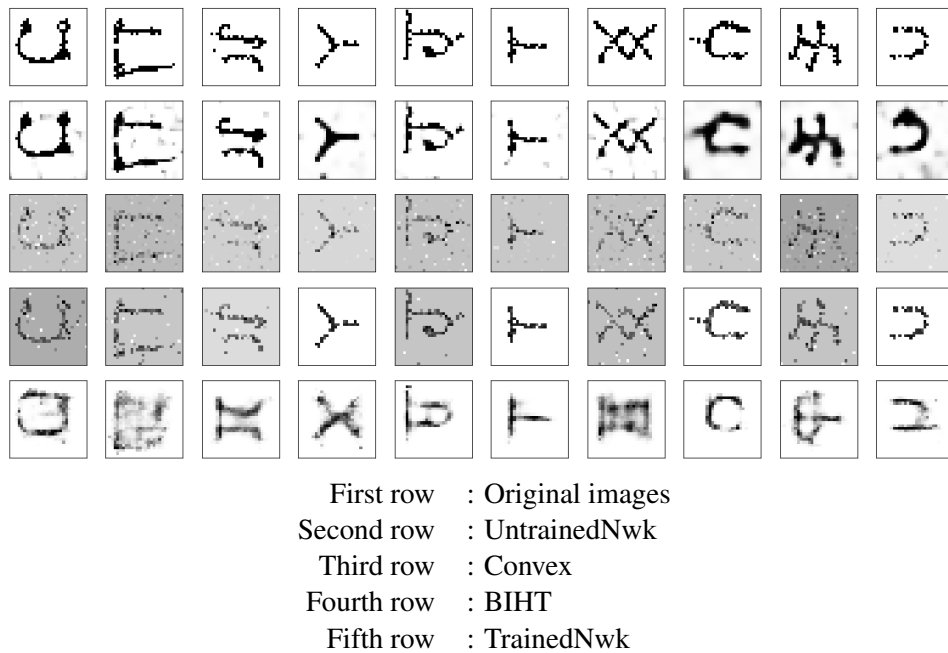 First row : Original images
Second row : UntrainedNwk
Third row : Convex
Fourth row : BIHT
Fifth row : TrainedNwk